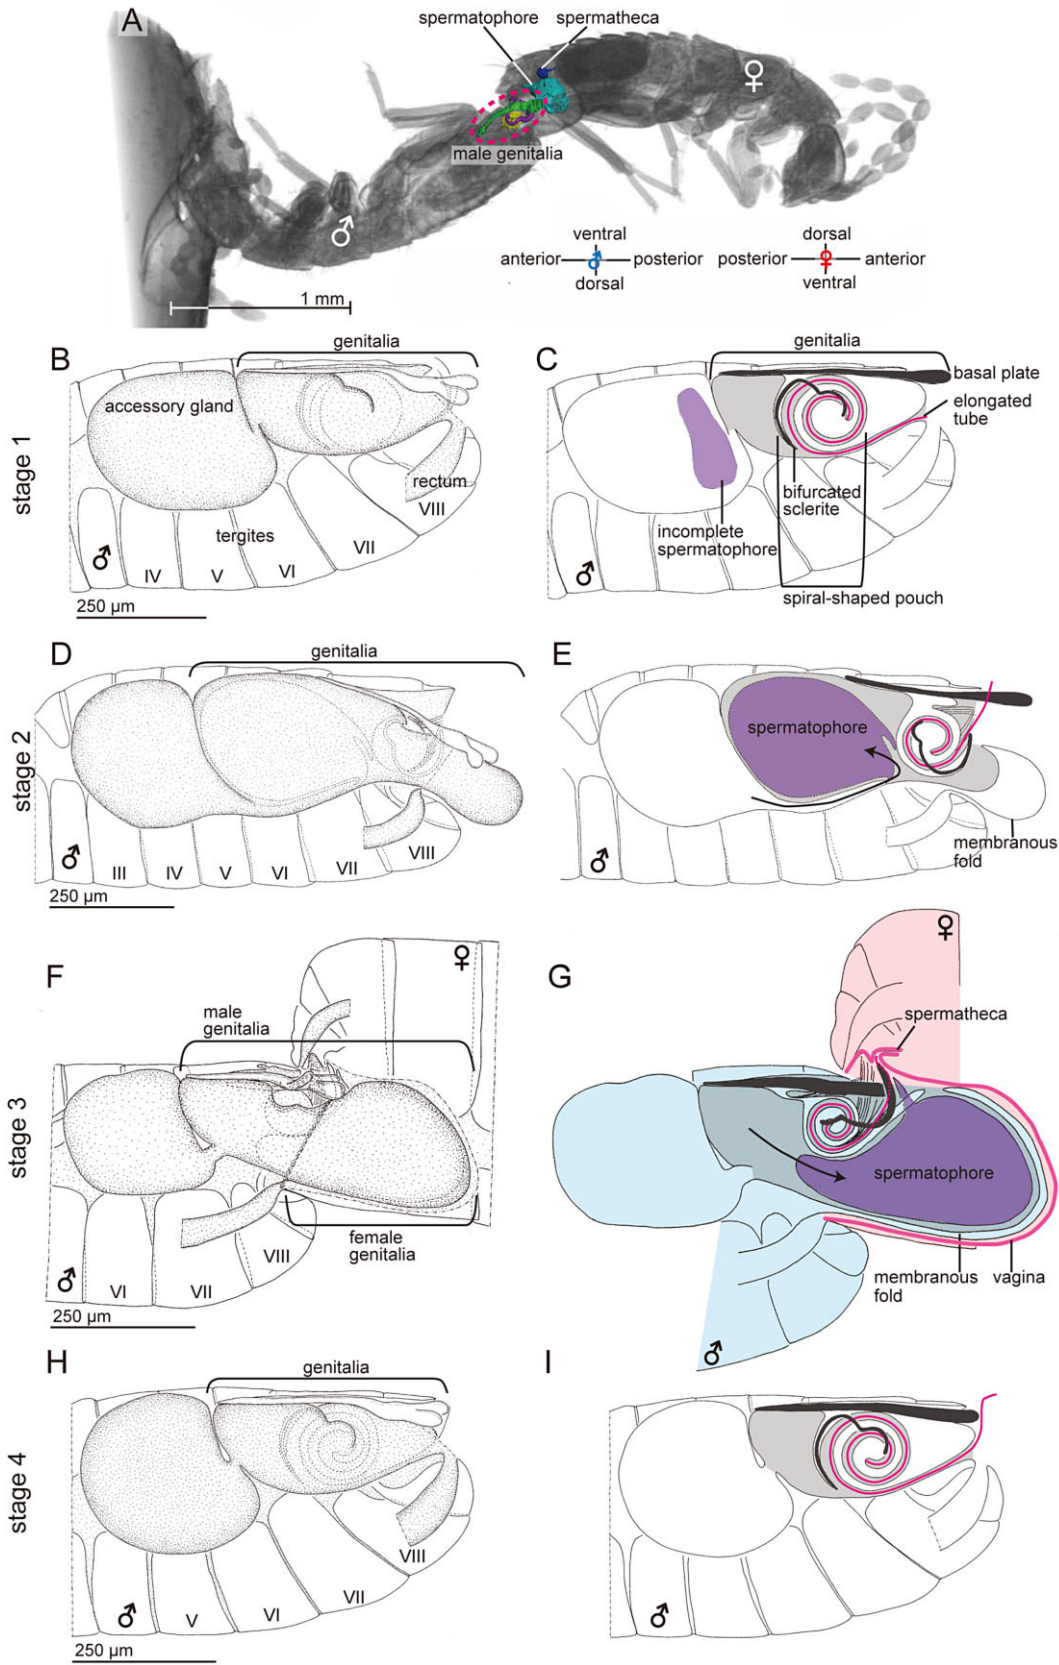 A
spermatophore
spermatheca
♀
male genitalia
♂
ventral
anterior
♂
posterior
dorsal
dorsal
posterior
♀
anterior
ventral
1 mm
stage 1
B
genitalia
accessory gland
rectum
VIII
tergites
VII
VI
V
IV
♂
250 µm
C
genitalia
basal plate
elongated
tube
bifurcated
sclerite
incomplete
spermatophore
♂
spiral-shaped pouch
stage 2
D
genitalia
♂
III
IV
V
VI
VII
VIII
250 µm
E
spermatophore
membranous
fold
♂
stage 3
F
♀
male
genitalia
female
genitalia
VIII
♂
VI
VII
250 µm
G
♀
spermatheca
spermatophore
membranous
fold
vagina
♂
stage 4
H
genitalia
VIII
VII
VI
V
♂
250 µm
I
♂